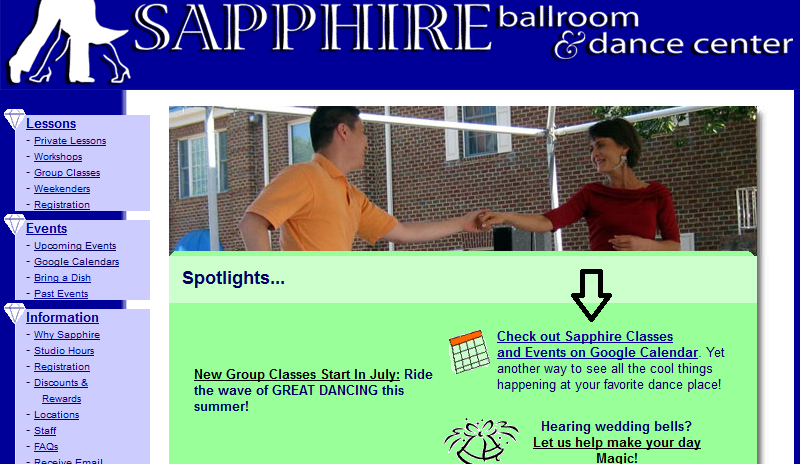 SAPPHIRE ballroom
& dance center
Lessons
- Private Lessons
- Workshops
- Group Classes
- Weekenders
- Registration
Events
- Upcoming Events
- Google Calendars
- Bring a Dish
- Past Events
Information
- Why Sapphire
- Studio Hours
- Registration
- Discounts &
Rewards
- Locations
- Staff
- FAQs
- Receive Email
Spotlights...
New Group Classes Start In July: Ride
the wave of GREAT DANCING this
summer!
Check out Sapphire Classes
and Events on Google Calendar. Yet
another way to see all the cool things
happening at your favorite dance place!
Hearing wedding bells?
Let us help make your day
Magic!